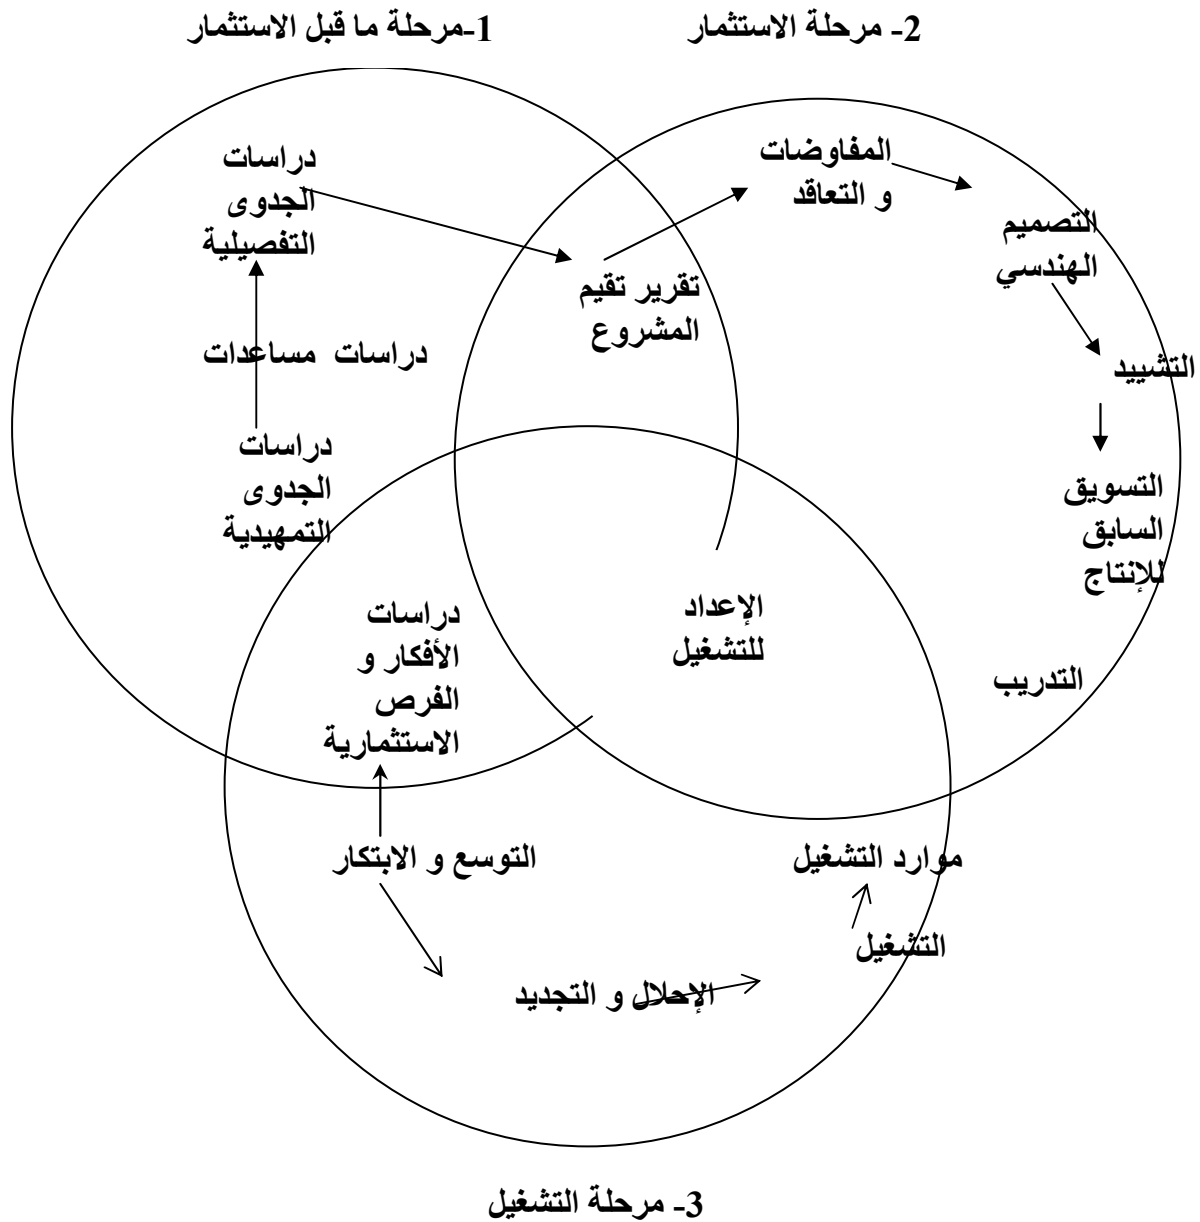 1-مرحلة ما قبل الاستثمار
2- مرحلة الاستثمار
دراسات
الجدوى
التفصيلية
المفاوضات
و التعاقد
التصميم
الهندسي
تقرير تقيم
المشروع
دراسات مساعدات
التشييد
دراسات
الجدوى
التمهيدية
التسويق
السابق
للإنتاج
دراسات
الأفكار و
الفرص
الاستثمارية
الإعداد
للتشغيل
التدريب
التوسع و الابتكار
موارد التشغيل
التشغيل
الإحلال و التجديد
3- مرحلة التشغيل